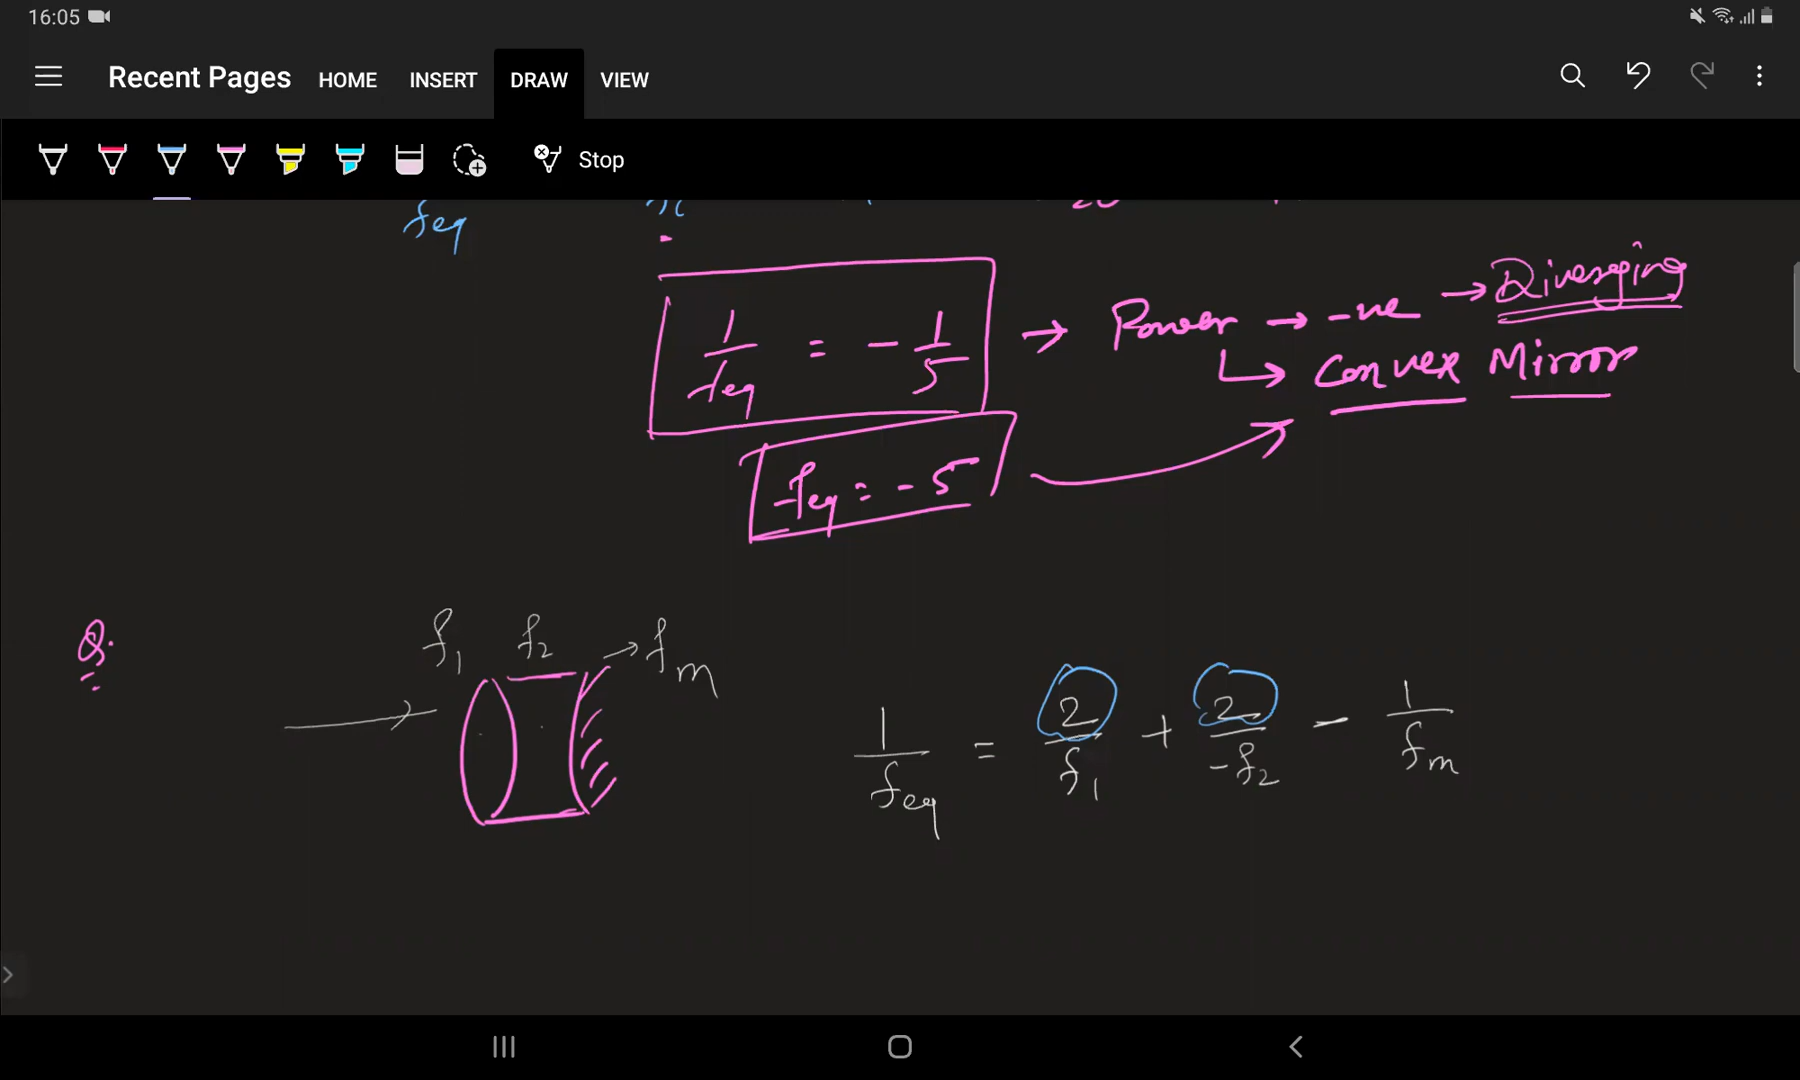 16:05
Recent Pages HOME INSERT DRAW VIEW
Stop
feq
1/feq = - 1/5 → Power → -ve → Diverging
↳ Convex Mirror
feq = - 5
Q.
f1 f2 → fm
1/feq = 2/f1 + 2/-f2 - 1/fm